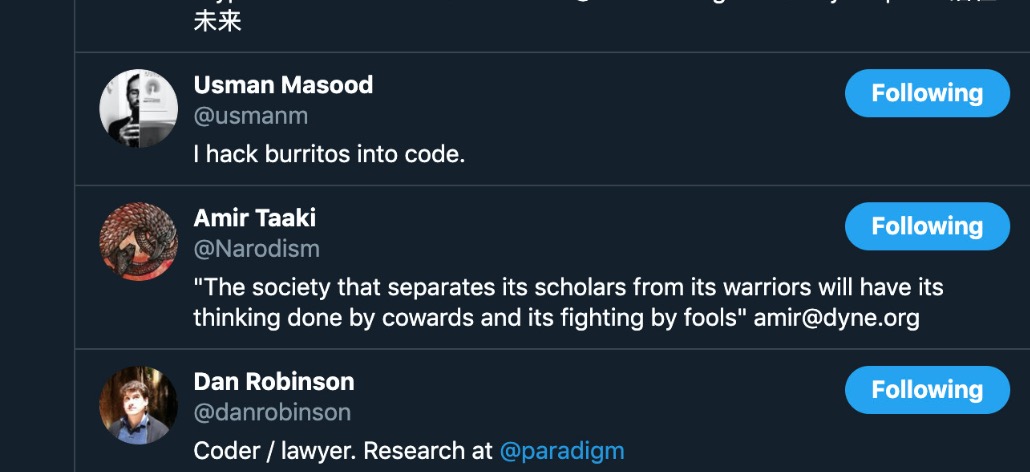 未来
Usman Masood
Following
@usmanm
I hack burritos into code.
Amir Taaki
Following
@Narodism
"The society that separates its scholars from its warriors will have its
thinking done by cowards and its fighting by fools" amir@dyne.org
Dan Robinson
Following
@danrobinson
Coder / lawyer. Research at @paradigm